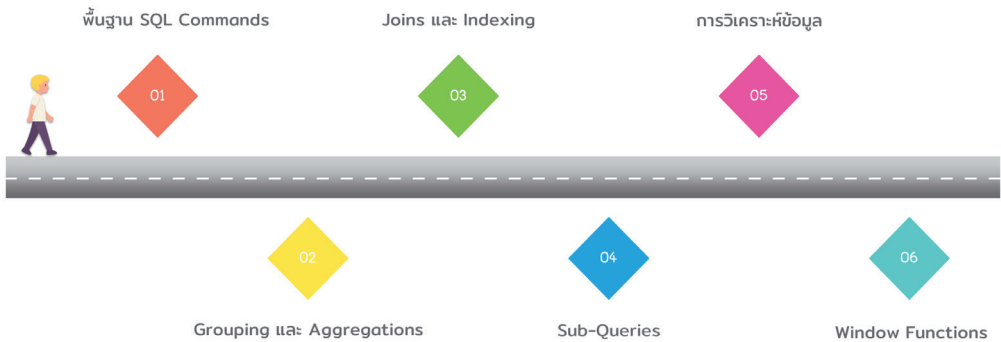 พื้นฐาน SQL Commands
01
Grouping และ Aggregations
02
Joins และ Indexing
03
Sub-Queries
04
การวิเคราะห์ข้อมูล
05
Window Functions
06